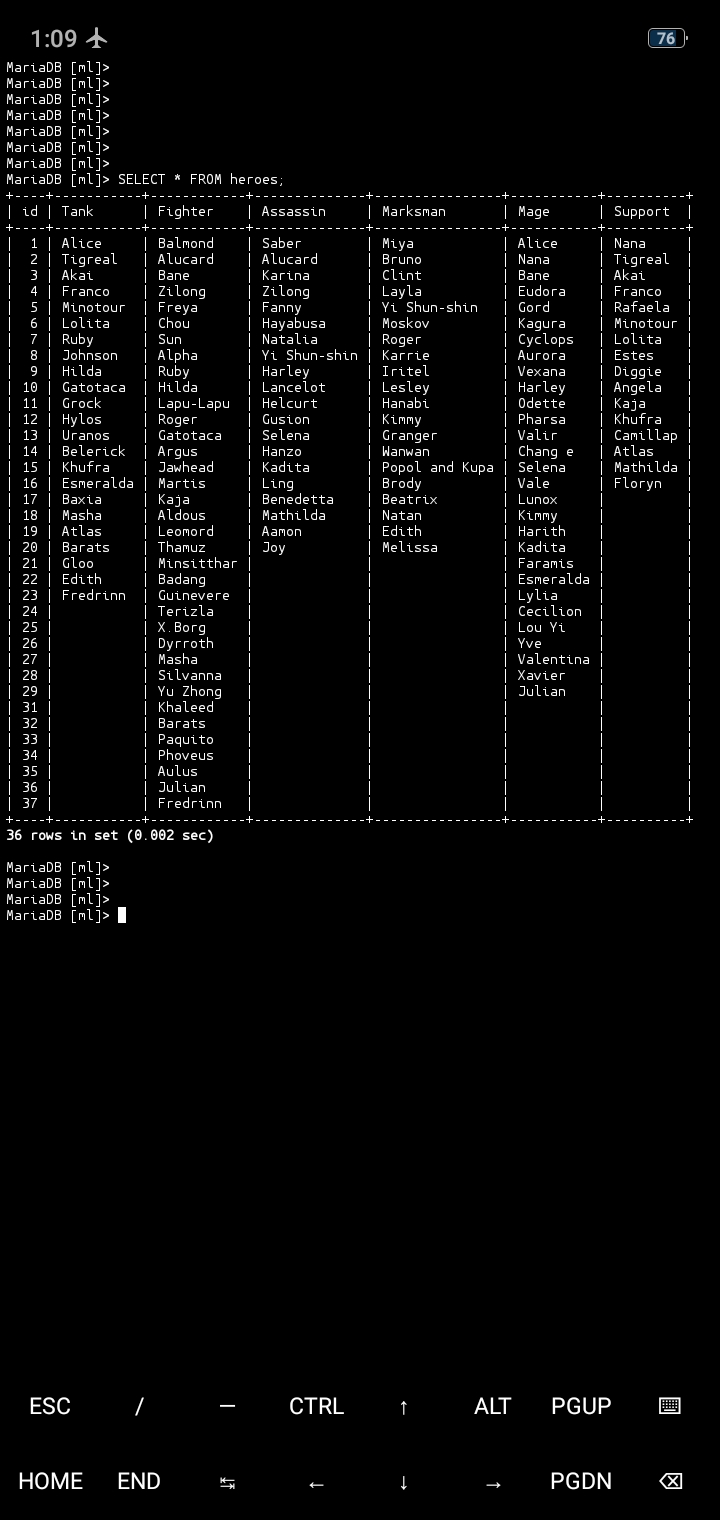 1:09
76
MariaDB [ml]>
MariaDB [ml]>
MariaDB [ml]>
MariaDB [ml]>
MariaDB [ml]>
MariaDB [ml]>
MariaDB [ml]>
MariaDB [ml]> SELECT * FROM heroes;
+----+-----------+------------+--------------+----------------+-----------+----------+
| id | Tank      | Fighter    | Assassin     | Marksman       | Mage      | Support  |
+----+-----------+------------+--------------+----------------+-----------+----------+
|  1 | Alice     | Balmond    | Saber        | Miya           | Alice     | Nana     |
|  2 | Tigreal   | Alucard    | Alucard      | Bruno          | Nana      | Tigreal  |
|  3 | Akai      | Bane       | Karina       | Clint          | Bane      | Akai     |
|  4 | Franco    | Zilong     | Zilong       | Layla          | Eudora    | Franco   |
|  5 | Minotour  | Freya      | Fanny        | Yi Shun-shin   | Gord      | Rafaela  |
|  6 | Lolita    | Chou       | Hayabusa     | Moskov         | Kagura    | Minotour |
|  7 | Ruby      | Sun        | Natalia      | Roger          | Cyclops   | Lolita   |
|  8 | Johnson   | Alpha      | Yi Shun-shin | Karrie         | Aurora    | Estes    |
|  9 | Hilda     | Ruby       | Harley       | Iritel         | Vexana    | Diggie   |
| 10 | Gatotaca  | Hilda      | Lancelot     | Lesley         | Harley    | Angela   |
| 11 | Grock     | Lapu-Lapu  | Helcurt      | Hanabi         | Odette    | Kaja     |
| 12 | Hylos     | Roger      | Gusion       | Kimmy          | Pharsa    | Khufra   |
| 13 | Uranos    | Gatotaca   | Selena       | Granger        | Valir     | Camillap |
| 14 | Belerick  | Argus      | Hanzo        | Wanwan         | Chang e   | Atlas    |
| 15 | Khufra    | Jawhead    | Kadita       | Popol and Kupa | Selena    | Mathilda |
| 16 | Esmeralda | Martis     | Ling         | Brody          | Vale      | Floryn   |
| 17 | Baxia     | Kaja       | Benedetta    | Beatrix        | Lunox     |          |
| 18 | Masha     | Aldous     | Mathilda     | Natan          | Kimmy     |          |
| 19 | Atlas     | Leomord    | Aamon        | Edith          | Harith    |          |
| 20 | Barats    | Thamuz     | Joy          | Melissa        | Kadita    |          |
| 21 | Gloo      | Minsitthar |              |                | Faramis   |          |
| 22 | Edith     | Badang     |              |                | Esmeralda |          |
| 23 | Fredrinn  | Guinevere  |              |                | Lylia     |          |
| 24 |           | Terizla    |              |                | Cecilion  |          |
| 25 |           | X.Borg     |              |                | Lou Yi    |          |
| 26 |           | Dyrroth    |              |                | Yve       |          |
| 27 |           | Masha      |              |                | Valentina |          |
| 28 |           | Silvanna   |              |                | Xavier    |          |
| 29 |           | Yu Zhong   |              |                | Julian    |          |
| 31 |           | Khaleed    |              |                |           |          |
| 32 |           | Barats     |              |                |           |          |
| 33 |           | Paquito    |              |                |           |          |
| 34 |           | Phoveus    |              |                |           |          |
| 35 |           | Aulus      |              |                |           |          |
| 36 |           | Julian     |              |                |           |          |
| 37 |           | Fredrinn   |              |                |           |          |
+----+-----------+------------+--------------+----------------+-----------+----------+
36 rows in set (0.002 sec)
MariaDB [ml]>
MariaDB [ml]>
MariaDB [ml]>
MariaDB [ml]>
ESC / — CTRL ↑ ALT PGUP
HOME END ↹ ← ↓ → PGDN ⌫